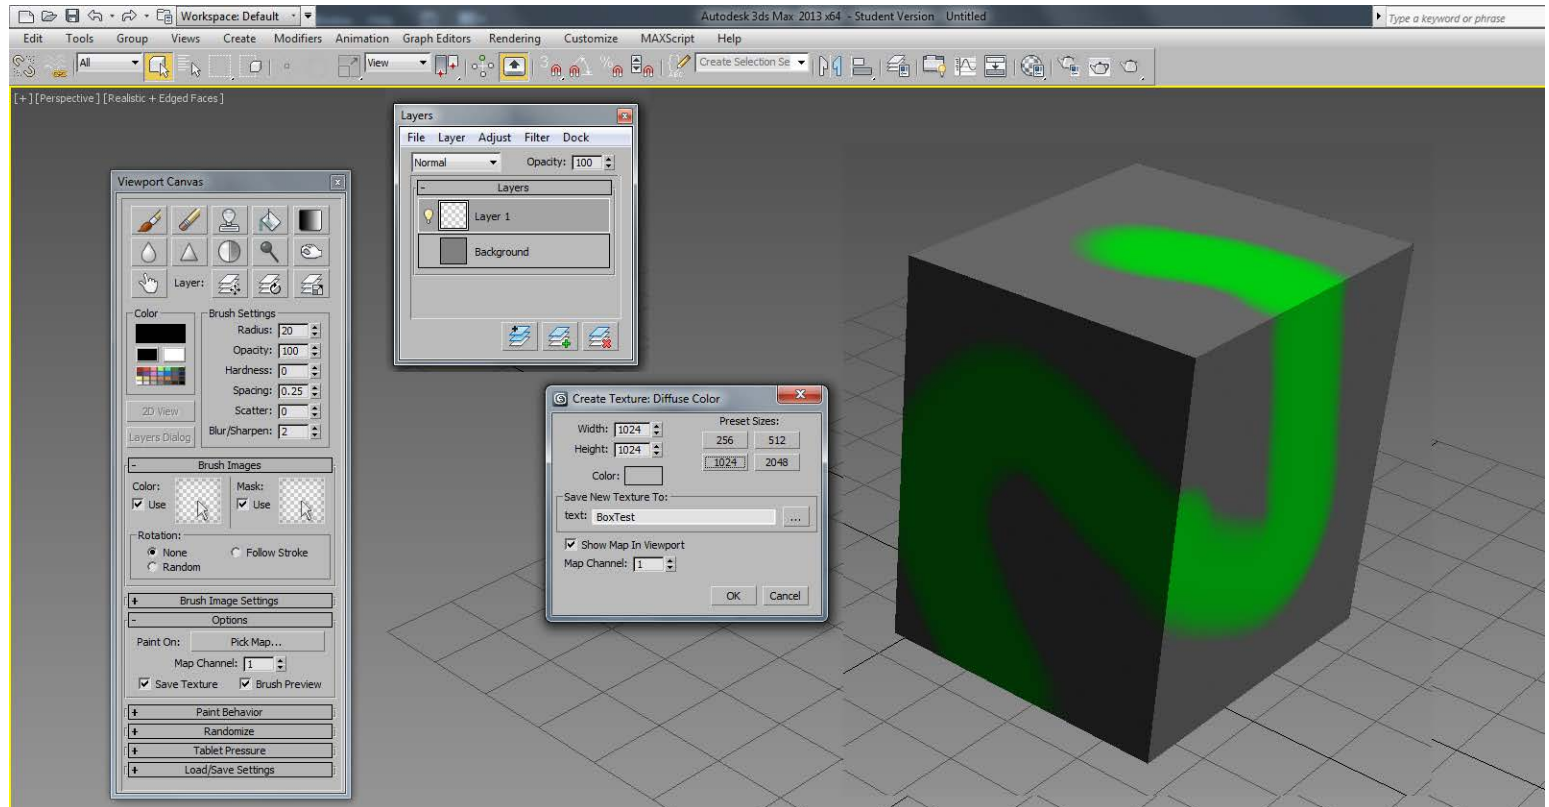 Workspace: Default
Autodesk 3ds Max 2013 x64 - Student Version Untitled
Type a keyword or phrase
Edit Tools Group Views Create Modifiers Animation Graph Editors Rendering Customize MAXScript Help
All
View
3
%
Create Selection Se
[+] [Perspective] [Realistic + Edged Faces]
Viewport Canvas
Layer:
Color
Brush Settings
Radius: 20
Opacity: 100
Hardness: 0
Spacing: 0.25
2D View
Scatter: 0
Layers Dialog
Blur/Sharpen: 2
- Brush Images
Color: Mask:
Use Use
Rotation:
None Follow Stroke
Random
+ Brush Image Settings
- Options
Paint On: Pick Map...
Map Channel: 1
Save Texture Brush Preview
+ Paint Behavior
+ Randomize
+ Tablet Pressure
+ Load/Save Settings
Layers
File Layer Adjust Filter Dock
Normal Opacity: 100
- Layers
Layer 1
Background
Create Texture: Diffuse Color
Width: 1024
Height: 1024
Color:
Preset Sizes:
256 512
1024 2048
Save New Texture To:
text: BoxTest ...
Show Map In Viewport
Map Channel: 1
OK Cancel